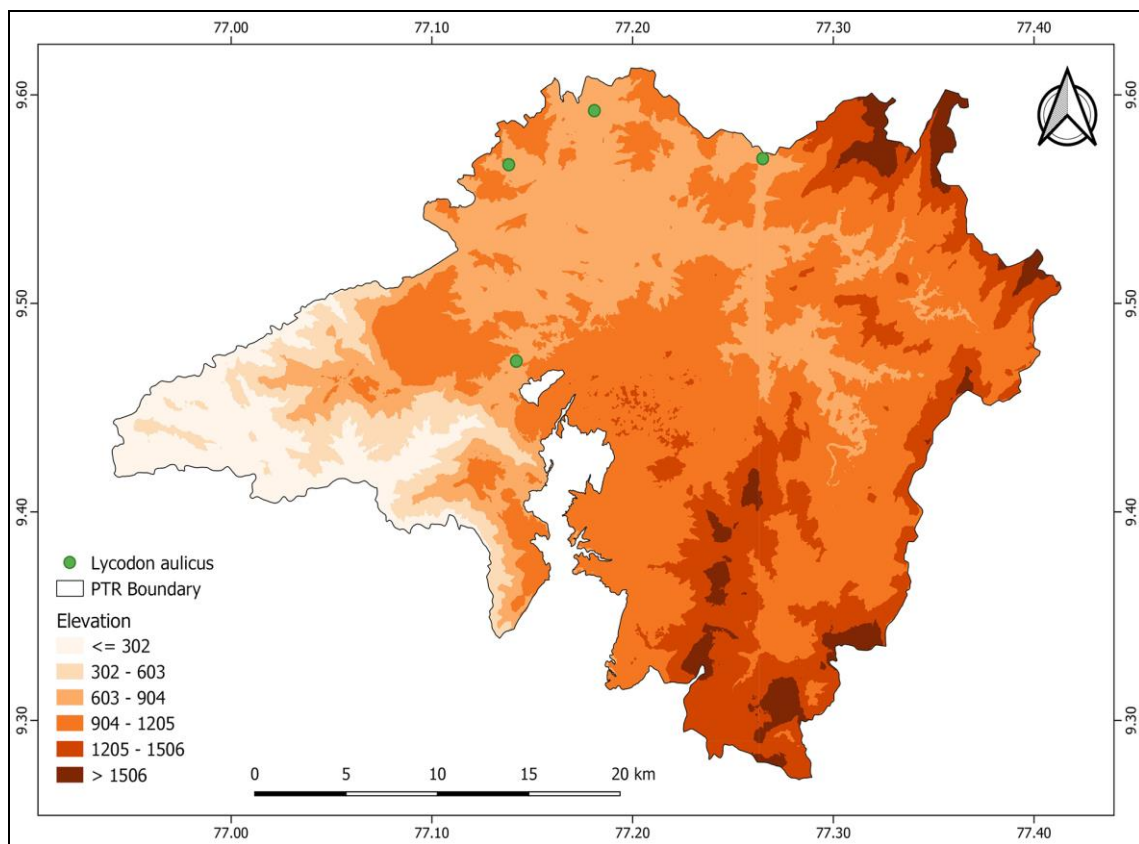 77.00 77.10 77.20 77.30 77.40
9.60 9.60
9.50 9.50
9.40 9.40
9.30 9.30
Lycodon aulicus
PTR Boundary
Elevation
<= 302
302 - 603
603 - 904
904 - 1205
1205 - 1506
> 1506
0 5 10 15 20 km
77.00 77.10 77.20 77.30 77.40